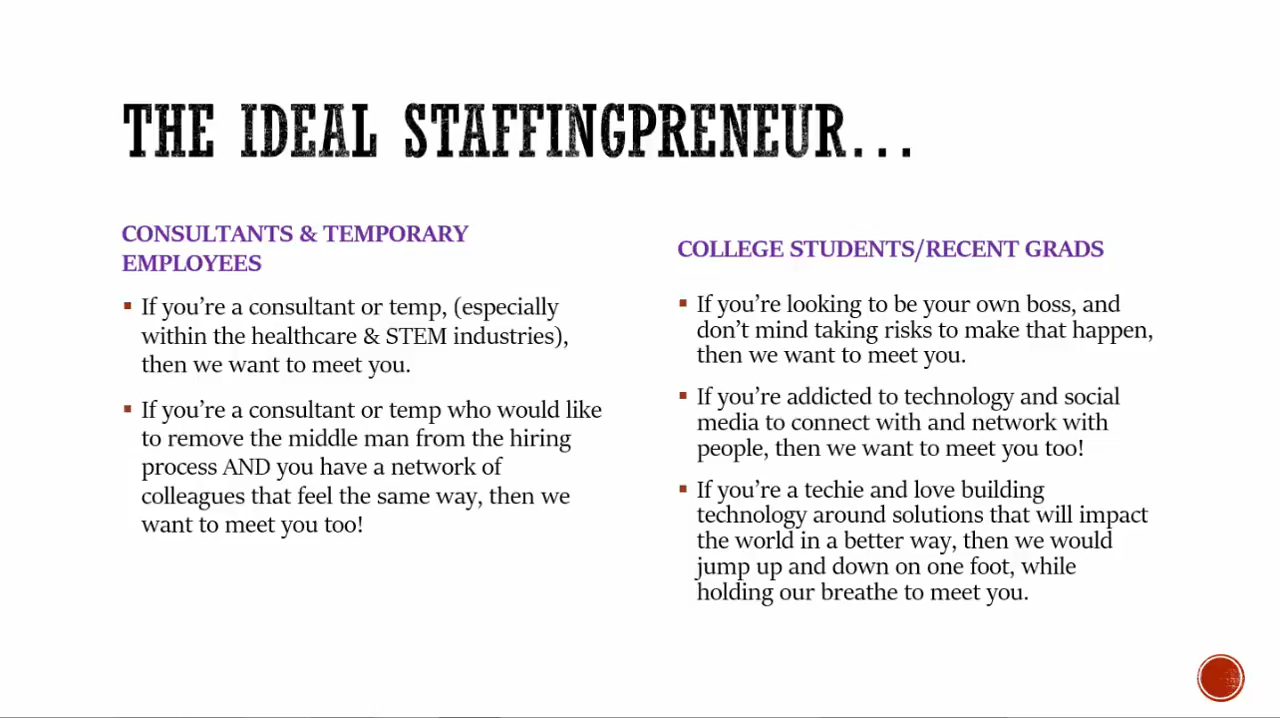 THE IDEAL STAFFINGPRENEUR...
CONSULTANTS & TEMPORARY
EMPLOYEES
▪ If you're a consultant or temp, (especially
within the healthcare & STEM industries),
then we want to meet you.
▪ If you're a consultant or temp who would like
to remove the middle man from the hiring
process AND you have a network of
colleagues that feel the same way, then we
want to meet you too!
COLLEGE STUDENTS/RECENT GRADS
▪ If you're looking to be your own boss, and
don't mind taking risks to make that happen,
then we want to meet you.
▪ If you're addicted to technology and social
media to connect with and network with
people, then we want to meet you too!
▪ If you're a techie and love building
technology around solutions that will impact
the world in a better way, then we would
jump up and down on one foot, while
holding our breathe to meet you.